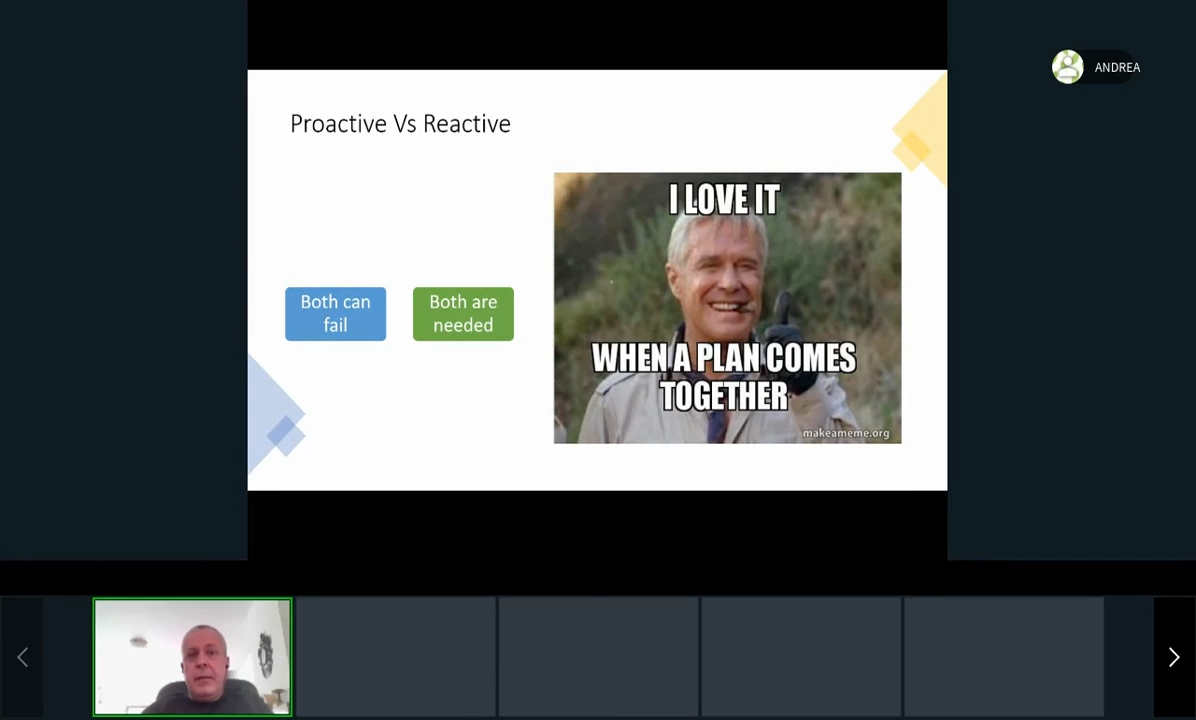 ANDREA
Proactive Vs Reactive
I LOVE IT
Both can
fail
Both are
needed
WHEN A PLAN COMES
TOGETHER
makeameme.org